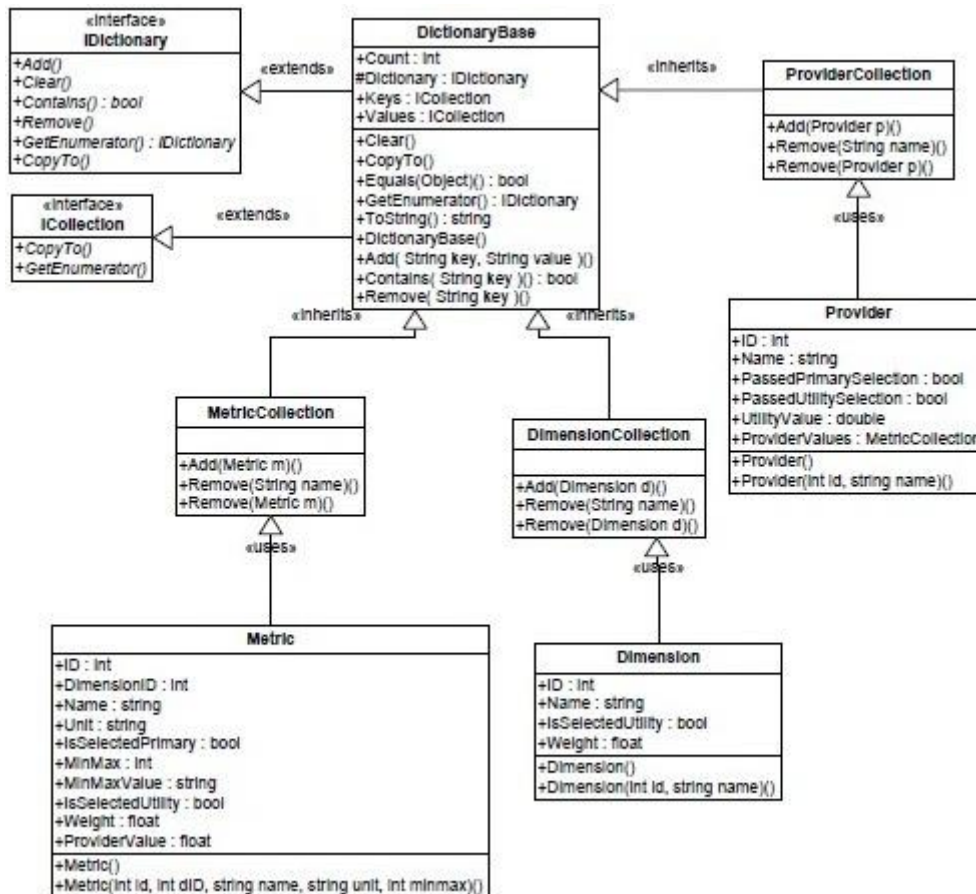 «interface»
IDictionary
+Add()
+Clear()
+Contains() : bool
+Remove()
+GetEnumerator() : IDictionary
+CopyTo()
«extends»
DictionaryBase
+Count : int
#Dictionary : IDictionary
+Keys : ICollection
+Values : ICollection
+Clear()
+CopyTo()
+Equals(Object)() : bool
+GetEnumerator() : IDictionary
+ToString() : string
+DictionaryBase()
+Add( String key, String value )()
+Contains( String key )() : bool
+Remove( String key )()
«inherits»
ProviderCollection
+Add(Provider p)()
+Remove(String name)()
+Remove(Provider p)()
«interface»
ICollection
+CopyTo()
+GetEnumerator()
«extends»
«uses»
Provider
+ID : int
+Name : string
+PassedPrimarySelection : bool
+PassedUtilitySelection : bool
+UtilityValue : double
+ProviderValues : MetricCollection
+Provider()
+Provider(int id, string name)()
«inherits»
«inherits»
MetricCollection
+Add(Metric m)()
+Remove(String name)()
+Remove(Metric m)()
«uses»
DimensionCollection
+Add(Dimension d)()
+Remove(String name)()
+Remove(Dimension d)()
«uses»
Metric
+ID : int
+DimensionID : int
+Name : string
+Unit : string
+IsSelectedPrimary : bool
+MinMax : int
+MinMaxValue : string
+IsSelectedUtility : bool
+Weight : float
+ProviderValue : float
+Metric()
+Metric(int id, int dID, string name, string unit, int minmax)()
Dimension
+ID : int
+Name : string
+IsSelectedUtility : bool
+Weight : float
+Dimension()
+Dimension(int id, string name)()